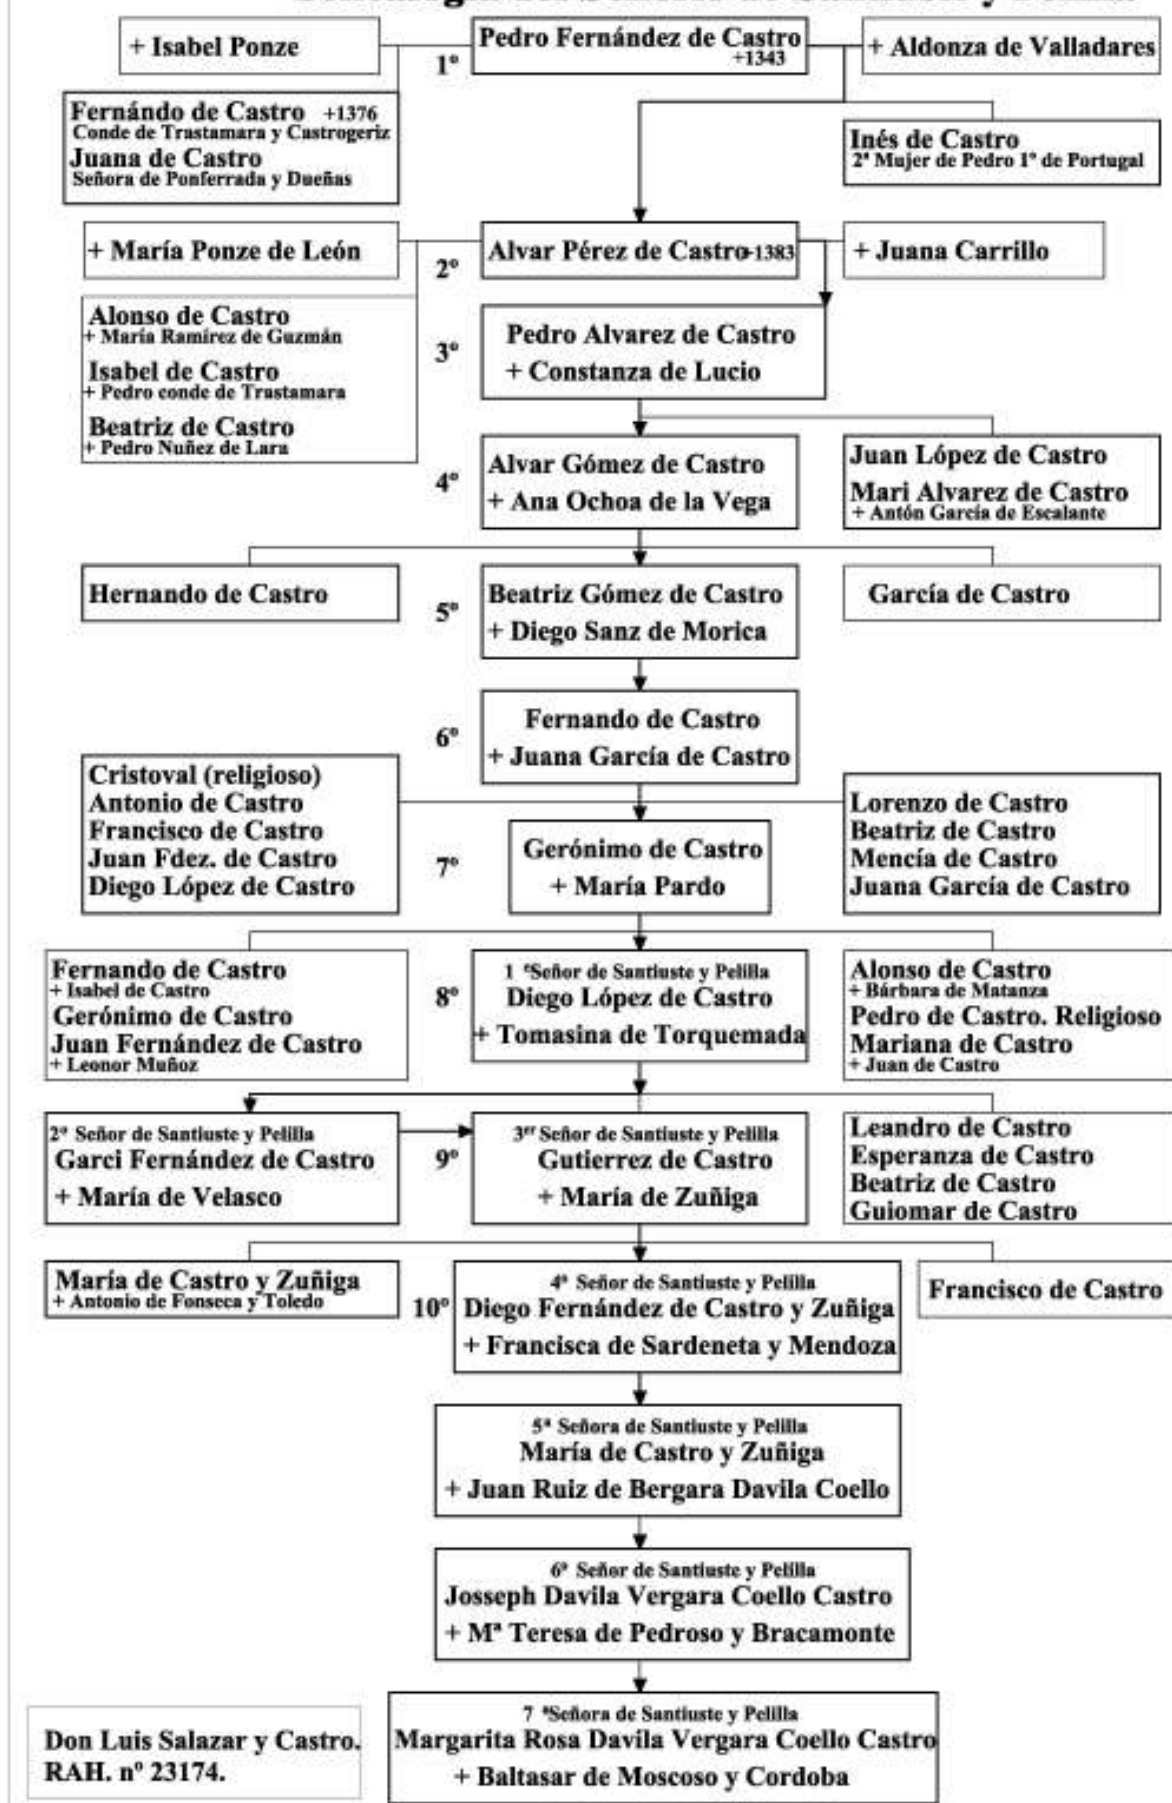 + Isabel Ponze
Pedro Fernández de Castro
+1343
+ Aldonza de Valladares
1º
Fernándo de Castro +1376
Conde de Trastamara y Castrogeriz
Juana de Castro
Señora de Ponferrada y Dueñas
Inés de Castro
2ª Mujer de Pedro 1º de Portugal
+ María Ponze de León
Alvar Pérez de Castro+1383
+ Juana Carrillo
2º
Alonso de Castro
+ María Ramírez de Guzmán
Isabel de Castro
+ Pedro conde de Trastamara
Beatriz de Castro
+ Pedro Nuñez de Lara
3º
Pedro Alvarez de Castro
+ Constanza de Lucio
4º
Alvar Gómez de Castro
+ Ana Ochoa de la Vega
Juan López de Castro
Mari Alvarez de Castro
+ Antón García de Escalante
Hernando de Castro
5º
Beatriz Gómez de Castro
+ Diego Sanz de Morica
García de Castro
6º
Fernando de Castro
+ Juana García de Castro
Cristoval (religioso)
Antonio de Castro
Francisco de Castro
Juan Fdez. de Castro
Diego López de Castro
7º
Gerónimo de Castro
+ María Pardo
Lorenzo de Castro
Beatriz de Castro
Mencía de Castro
Juana García de Castro
Fernando de Castro
+ Isabel de Castro
Gerónimo de Castro
Juan Fernández de Castro
+ Leonor Muñoz
8º
1 ºSeñor de Santiuste y Pelilla
Diego López de Castro
+ Tomasina de Torquemada
Alonso de Castro
+ Bárbara de Matanza
Pedro de Castro. Religioso
Mariana de Castro
+ Juan de Castro
2º Señor de Santiuste y Pelilla
Garci Fernández de Castro
+ María de Velasco
9º
3er Señor de Santiuste y Pelilla
Gutierrez de Castro
+ María de Zuñiga
Leandro de Castro
Esperanza de Castro
Beatriz de Castro
Guiomar de Castro
María de Castro y Zuñiga
+ Antonio de Fonseca y Toledo
10º
4º Señor de Santiuste y Pelilla
Diego Fernández de Castro y Zuñiga
+ Francisca de Sardeneta y Mendoza
Francisco de Castro
5ª Señora de Santiuste y Pelilla
María de Castro y Zuñiga
+ Juan Ruiz de Bergara Davila Coello
6º Señor de Santiuste y Pelilla
Josseph Davila Vergara Coello Castro
+ Mª Teresa de Pedroso y Bracamonte
7 ªSeñora de Santiuste y Pelilla
Margarita Rosa Davila Vergara Coello Castro
+ Baltasar de Moscoso y Cordoba
Don Luis Salazar y Castro.
RAH. nº 23174.